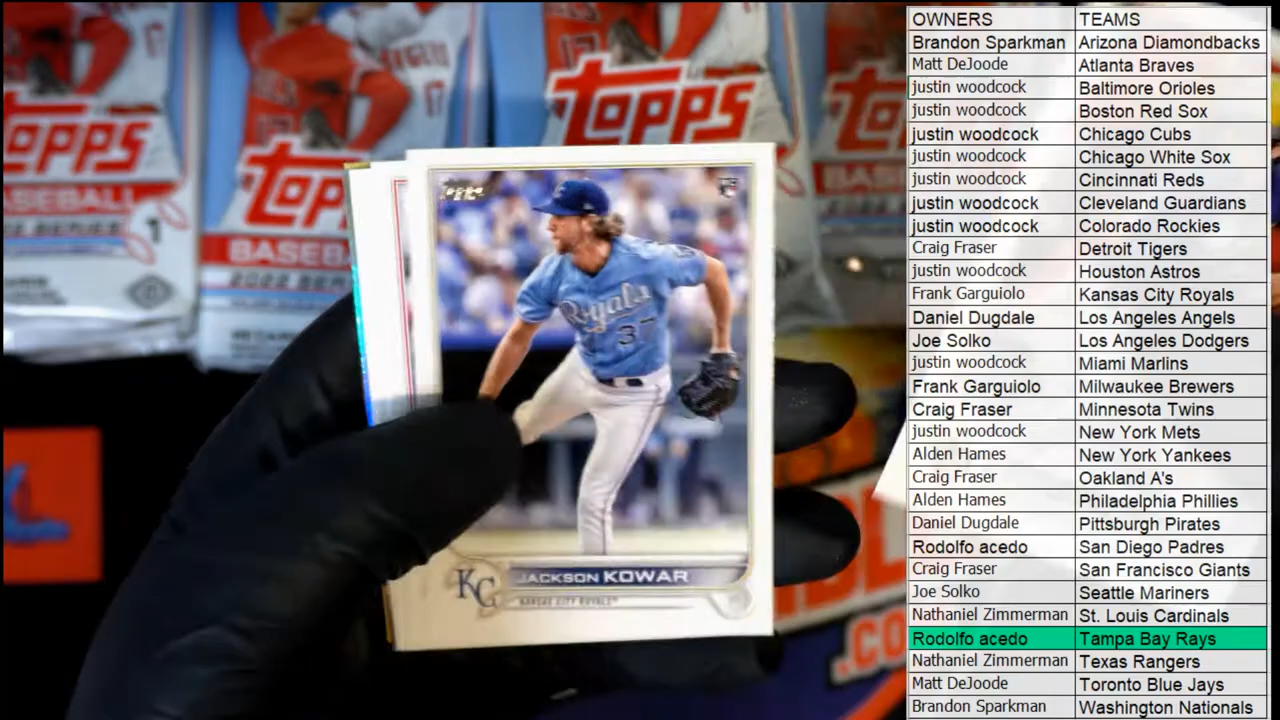 OWNERS TEAMS
Brandon Sparkman Arizona Diamondbacks
Matt DeJoode Atlanta Braves
justin woodcock Baltimore Orioles
justin woodcock Boston Red Sox
justin woodcock Chicago Cubs
justin woodcock Chicago White Sox
justin woodcock Cincinnati Reds
justin woodcock Cleveland Guardians
justin woodcock Colorado Rockies
Craig Fraser Detroit Tigers
justin woodcock Houston Astros
Frank Garguiolo Kansas City Royals
Daniel Dugdale Los Angeles Angels
Joe Solko Los Angeles Dodgers
justin woodcock Miami Marlins
Frank Garguiolo Milwaukee Brewers
Craig Fraser Minnesota Twins
justin woodcock New York Mets
Alden Hames New York Yankees
Craig Fraser Oakland A's
Alden Hames Philadelphia Phillies
Daniel Dugdale Pittsburgh Pirates
Rodolfo acedo San Diego Padres
Craig Fraser San Francisco Giants
Joe Solko Seattle Mariners
Nathaniel Zimmerman St. Louis Cardinals
Rodolfo acedo Tampa Bay Rays
Nathaniel Zimmerman Texas Rangers
Matt DeJoode Toronto Blue Jays
Brandon Sparkman Washington Nationals
Topps
BASEBALL
2022 SERIES 1
Topps
Topps
Royals
37
KC
JACKSON KOWAR
KANSAS CITY ROYALS
.co